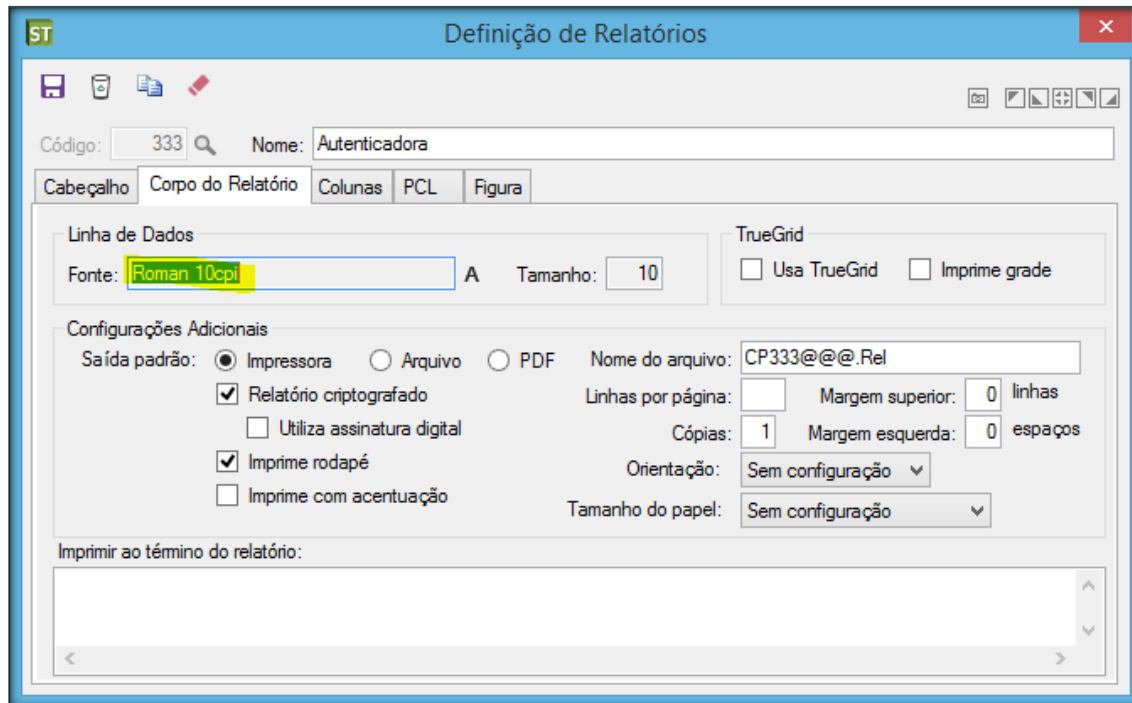 ST Definição de Relatórios
Código: 333 Nome: Autenticadora
Cabeçalho Corpo do Relatório Colunas PCL Figura
Linha de Dados
Fonte: Roman 10cpi A Tamanho: 10
TrueGrid
Usa TrueGrid Imprime grade
Configurações Adicionais
Saída padrão: Impressora Arquivo PDF
Relatório criptografado
Utiliza assinatura digital
Imprime rodapé
Imprime com acentuação
Nome do arquivo: CP333@@@.Rel
Linhas por página: Margem superior: 0 linhas
Cópias: 1 Margem esquerda: 0 espaços
Orientação: Sem configuração
Tamanho do papel: Sem configuração
Imprimir ao término do relatório: